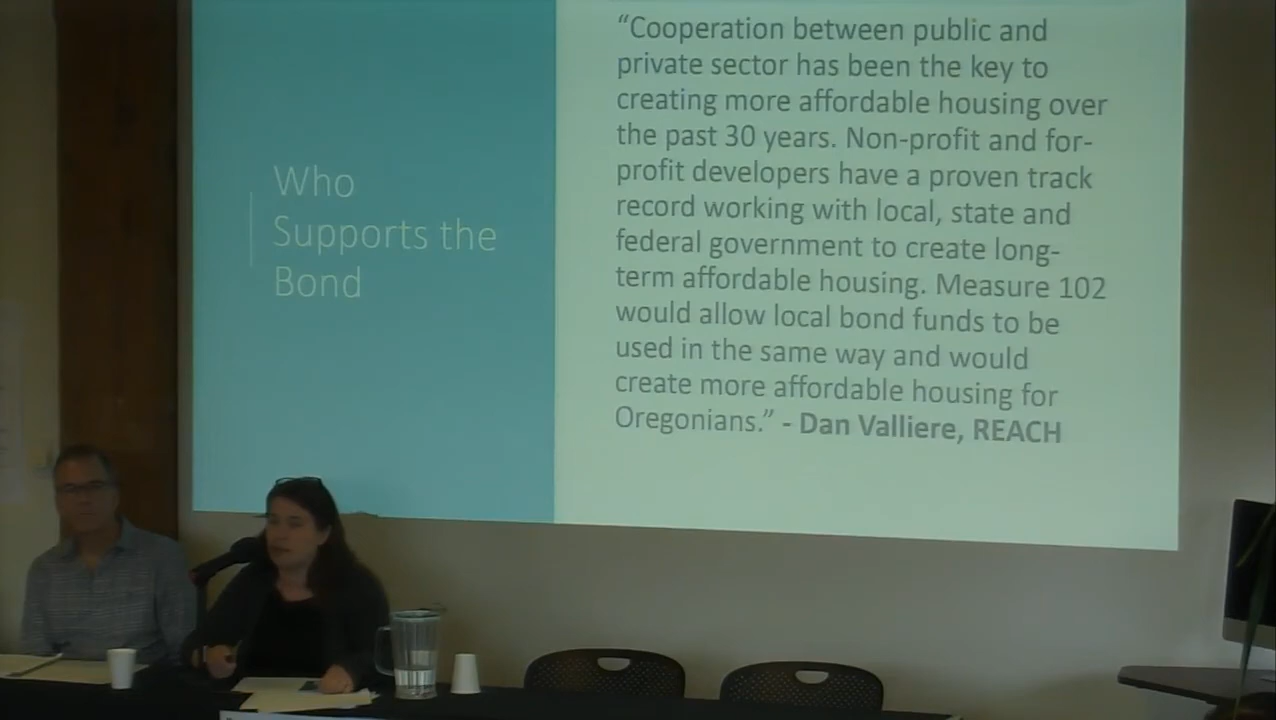 Who
Supports the
Bond
“Cooperation between public and
private sector has been the key to
creating more affordable housing over
the past 30 years. Non-profit and for-
profit developers have a proven track
record working with local, state and
federal government to create long-
term affordable housing. Measure 102
would allow local bond funds to be
used in the same way and would
create more affordable housing for
Oregonians.” - Dan Valliere, REACH